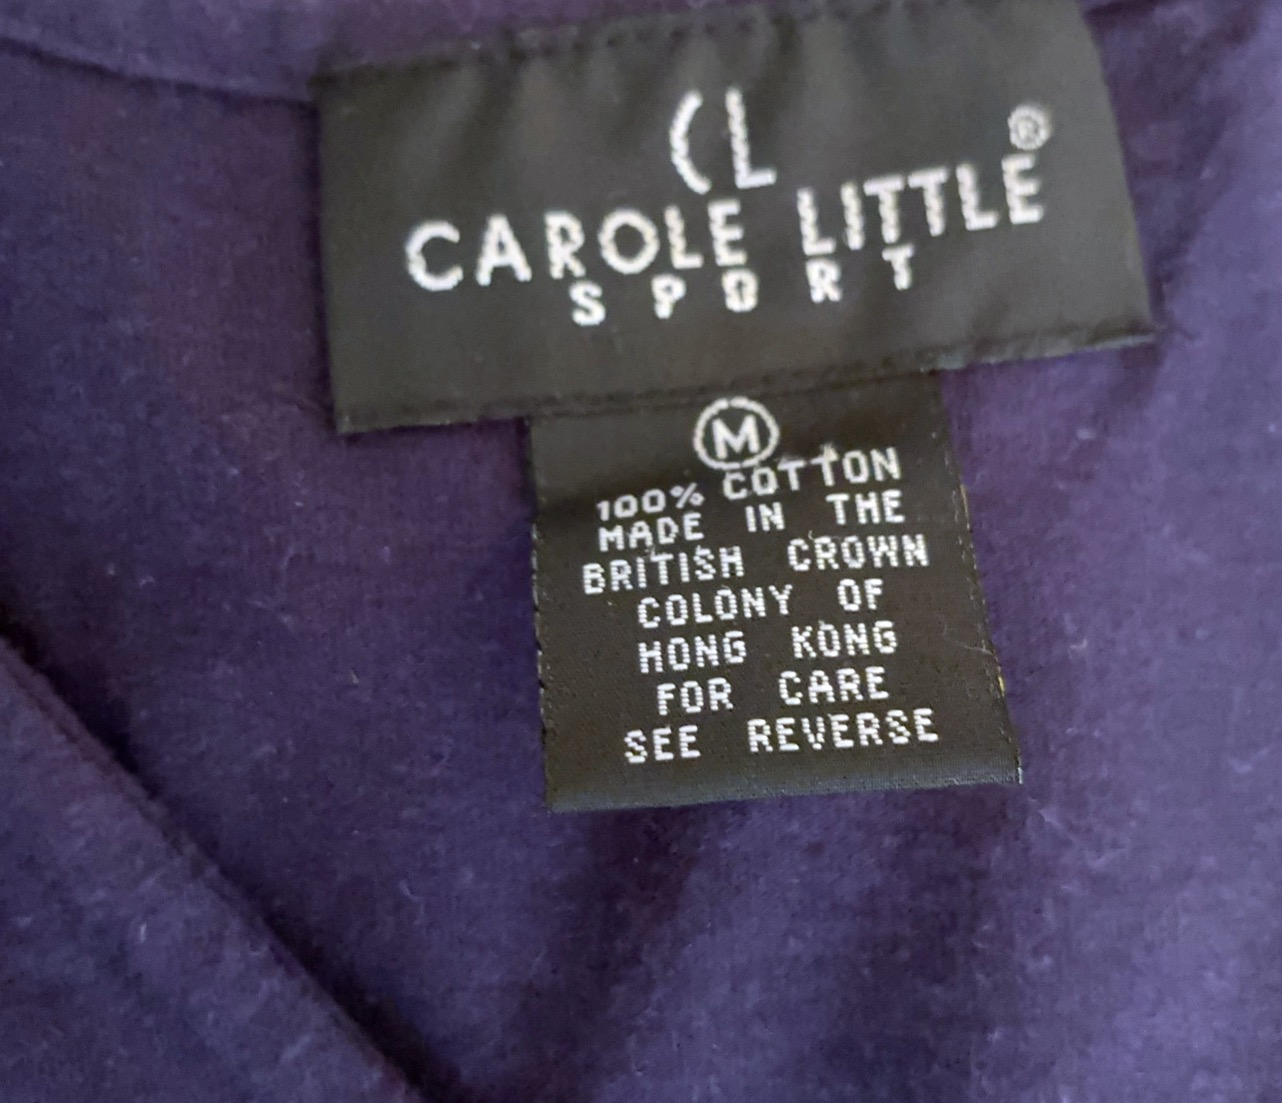 CL
CAROLE LITTLE®
SPORT
M
100% COTTON
MADE IN THE
BRITISH CROWN
COLONY OF
HONG KONG
FOR CARE
SEE REVERSE